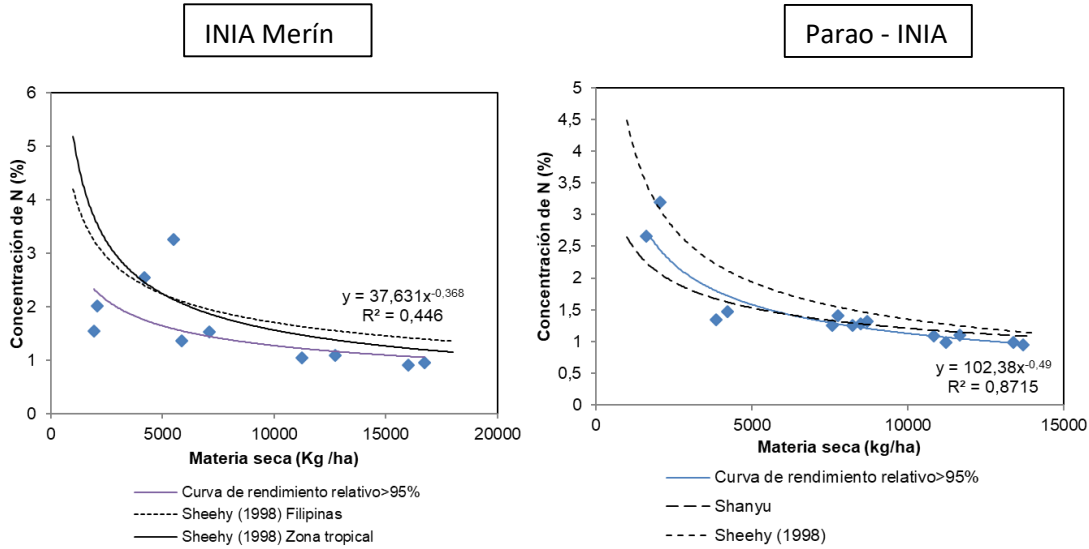 INIA Merín
Concentración de N (%)
6
5
4
3
2
1
0
y = 37,631x^-0,368
R² = 0,446
0 5000 10000 15000 20000
Materia seca (Kg /ha)
Curva de rendimiento relativo>95%
Sheehy (1998) Filipinas
Sheehy (1998) Zona tropical
Parao - INIA
Concentración de N (%)
5
4,5
4
3,5
3
2,5
2
1,5
1
0,5
0
y = 102,38x^-0,49
R² = 0,8715
0 5000 10000 15000
Materia seca (kg/ha)
Curva de rendimiento relativo>95%
Shanyu
Sheehy (1998)